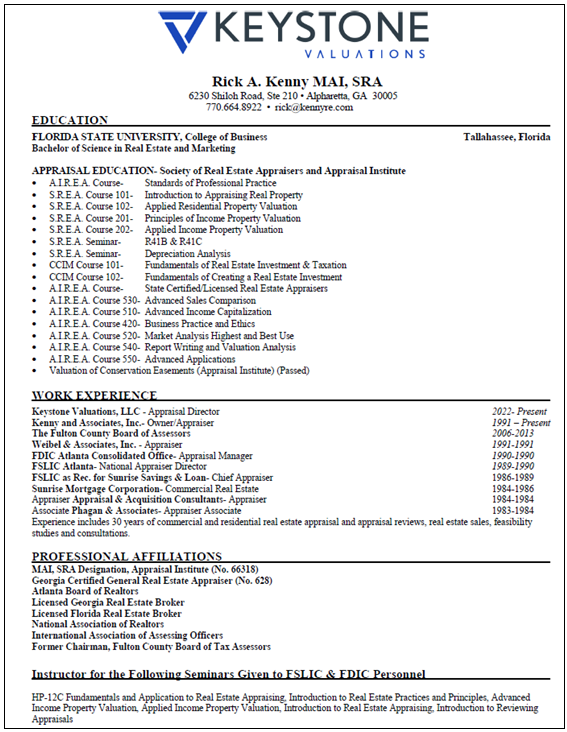 KEYSTONE
VALUATIONS
Rick A. Kenny MAI, SRA
6230 Shiloh Road, Ste 210 • Alpharetta, GA 30005
770.664.8922 • rick@kennyre.com
EDUCATION
FLORIDA STATE UNIVERSITY, College of Business Tallahassee, Florida
Bachelor of Science in Real Estate and Marketing
APPRAISAL EDUCATION- Society of Real Estate Appraisers and Appraisal Institute
• A.I.R.E.A. Course- Standards of Professional Practice
• S.R.E.A. Course 101- Introduction to Appraising Real Property
• S.R.E.A. Course 102- Applied Residential Property Valuation
• S.R.E.A. Course 201- Principles of Income Property Valuation
• S.R.E.A. Course 202- Applied Income Property Valuation
• S.R.E.A. Seminar- R41B & R41C
• S.R.E.A. Seminar- Depreciation Analysis
• CCIM Course 101- Fundamentals of Real Estate Investment & Taxation
• CCIM Course 102- Fundamentals of Creating a Real Estate Investment
• A.I.R.E.A. Course- State Certified/Licensed Real Estate Appraisers
• A.I.R.E.A. Course 530- Advanced Sales Comparison
• A.I.R.E.A. Course 510- Advanced Income Capitalization
• A.I.R.E.A. Course 420- Business Practice and Ethics
• A.I.R.E.A. Course 520- Market Analysis Highest and Best Use
• A.I.R.E.A. Course 540- Report Writing and Valuation Analysis
• A.I.R.E.A. Course 550- Advanced Applications
• Valuation of Conservation Easements (Appraisal Institute) (Passed)
WORK EXPERIENCE
Keystone Valuations, LLC - Appraisal Director 2022- Present
Kenny and Associates, Inc.- Owner/Appraiser 1991 – Present
The Fulton County Board of Assessors 2006-2013
Weibel & Associates, Inc. - Appraiser 1991-1991
FDIC Atlanta Consolidated Office- Appraisal Manager 1990-1990
FSLIC Atlanta- National Appraiser Director 1989-1990
FSLIC as Rec. for Sunrise Savings & Loan- Chief Appraiser 1986-1989
Sunrise Mortgage Corporation- Commercial Real Estate 1984-1986
Appraiser Appraisal & Acquisition Consultants- Appraiser 1984-1984
Associate Phagan & Associates- Appraiser Associate 1983-1984
Experience includes 30 years of commercial and residential real estate appraisal and appraisal reviews, real estate sales, feasibility
studies and consultations.
PROFESSIONAL AFFILIATIONS
MAI, SRA Designation, Appraisal Institute (No. 66318)
Georgia Certified General Real Estate Appraiser (No. 628)
Atlanta Board of Realtors
Licensed Georgia Real Estate Broker
Licensed Florida Real Estate Broker
National Association of Realtors
International Association of Assessing Officers
Former Chairman, Fulton County Board of Tax Assessors
Instructor for the Following Seminars Given to FSLIC & FDIC Personnel
HP-12C Fundamentals and Application to Real Estate Appraising, Introduction to Real Estate Practices and Principles, Advanced
Income Property Valuation, Applied Income Property Valuation, Introduction to Real Estate Appraising, Introduction to Reviewing
Appraisals